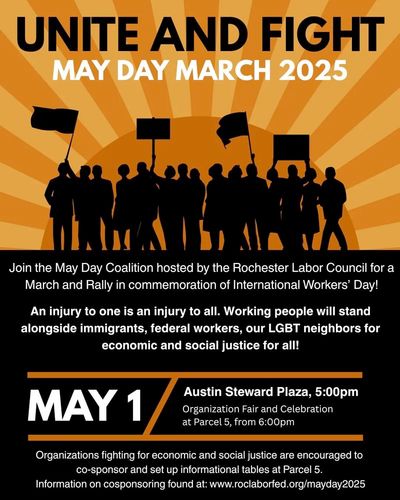 UNITE AND FIGHT
MAY DAY MARCH 2025
Join the May Day Coalition hosted by the Rochester Labor Council for a
March and Rally in commemoration of International Workers' Day!
An injury to one is an injury to all. Working people will stand
alongside immigrants, federal workers, our LGBT neighbors for
economic and social justice for all!
MAY 1
Austin Steward Plaza, 5:00pm
Organization Fair and Celebration
at Parcel 5, from 6:00pm
Organizations fighting for economic and social justice are encouraged to
co-sponsor and set up informational tables at Parcel 5.
Information on cosponsoring found at: www.roclaborfed.org/mayday2025